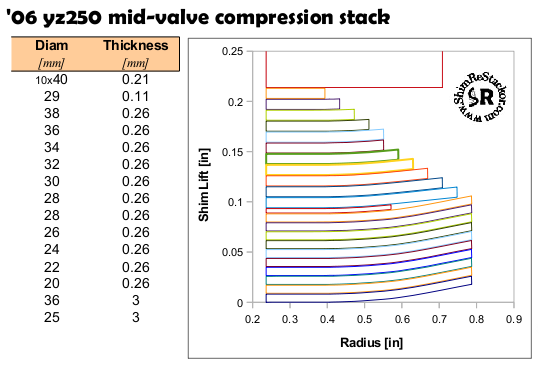 '06 yz250 mid-valve compression stack
Diam Thickness
[mm] [mm]
10x40 0.21
29 0.11
38 0.26
36 0.26
34 0.26
32 0.26
30 0.26
28 0.26
28 0.26
26 0.26
24 0.26
22 0.26
20 0.26
36 3
25 3
Shim Lift [in]
0.25
0.2
0.15
0.1
0.05
0
0.2 0.3 0.4 0.5 0.6 0.7 0.8 0.9
Radius [in]
www.ShimReStackor.com
SR